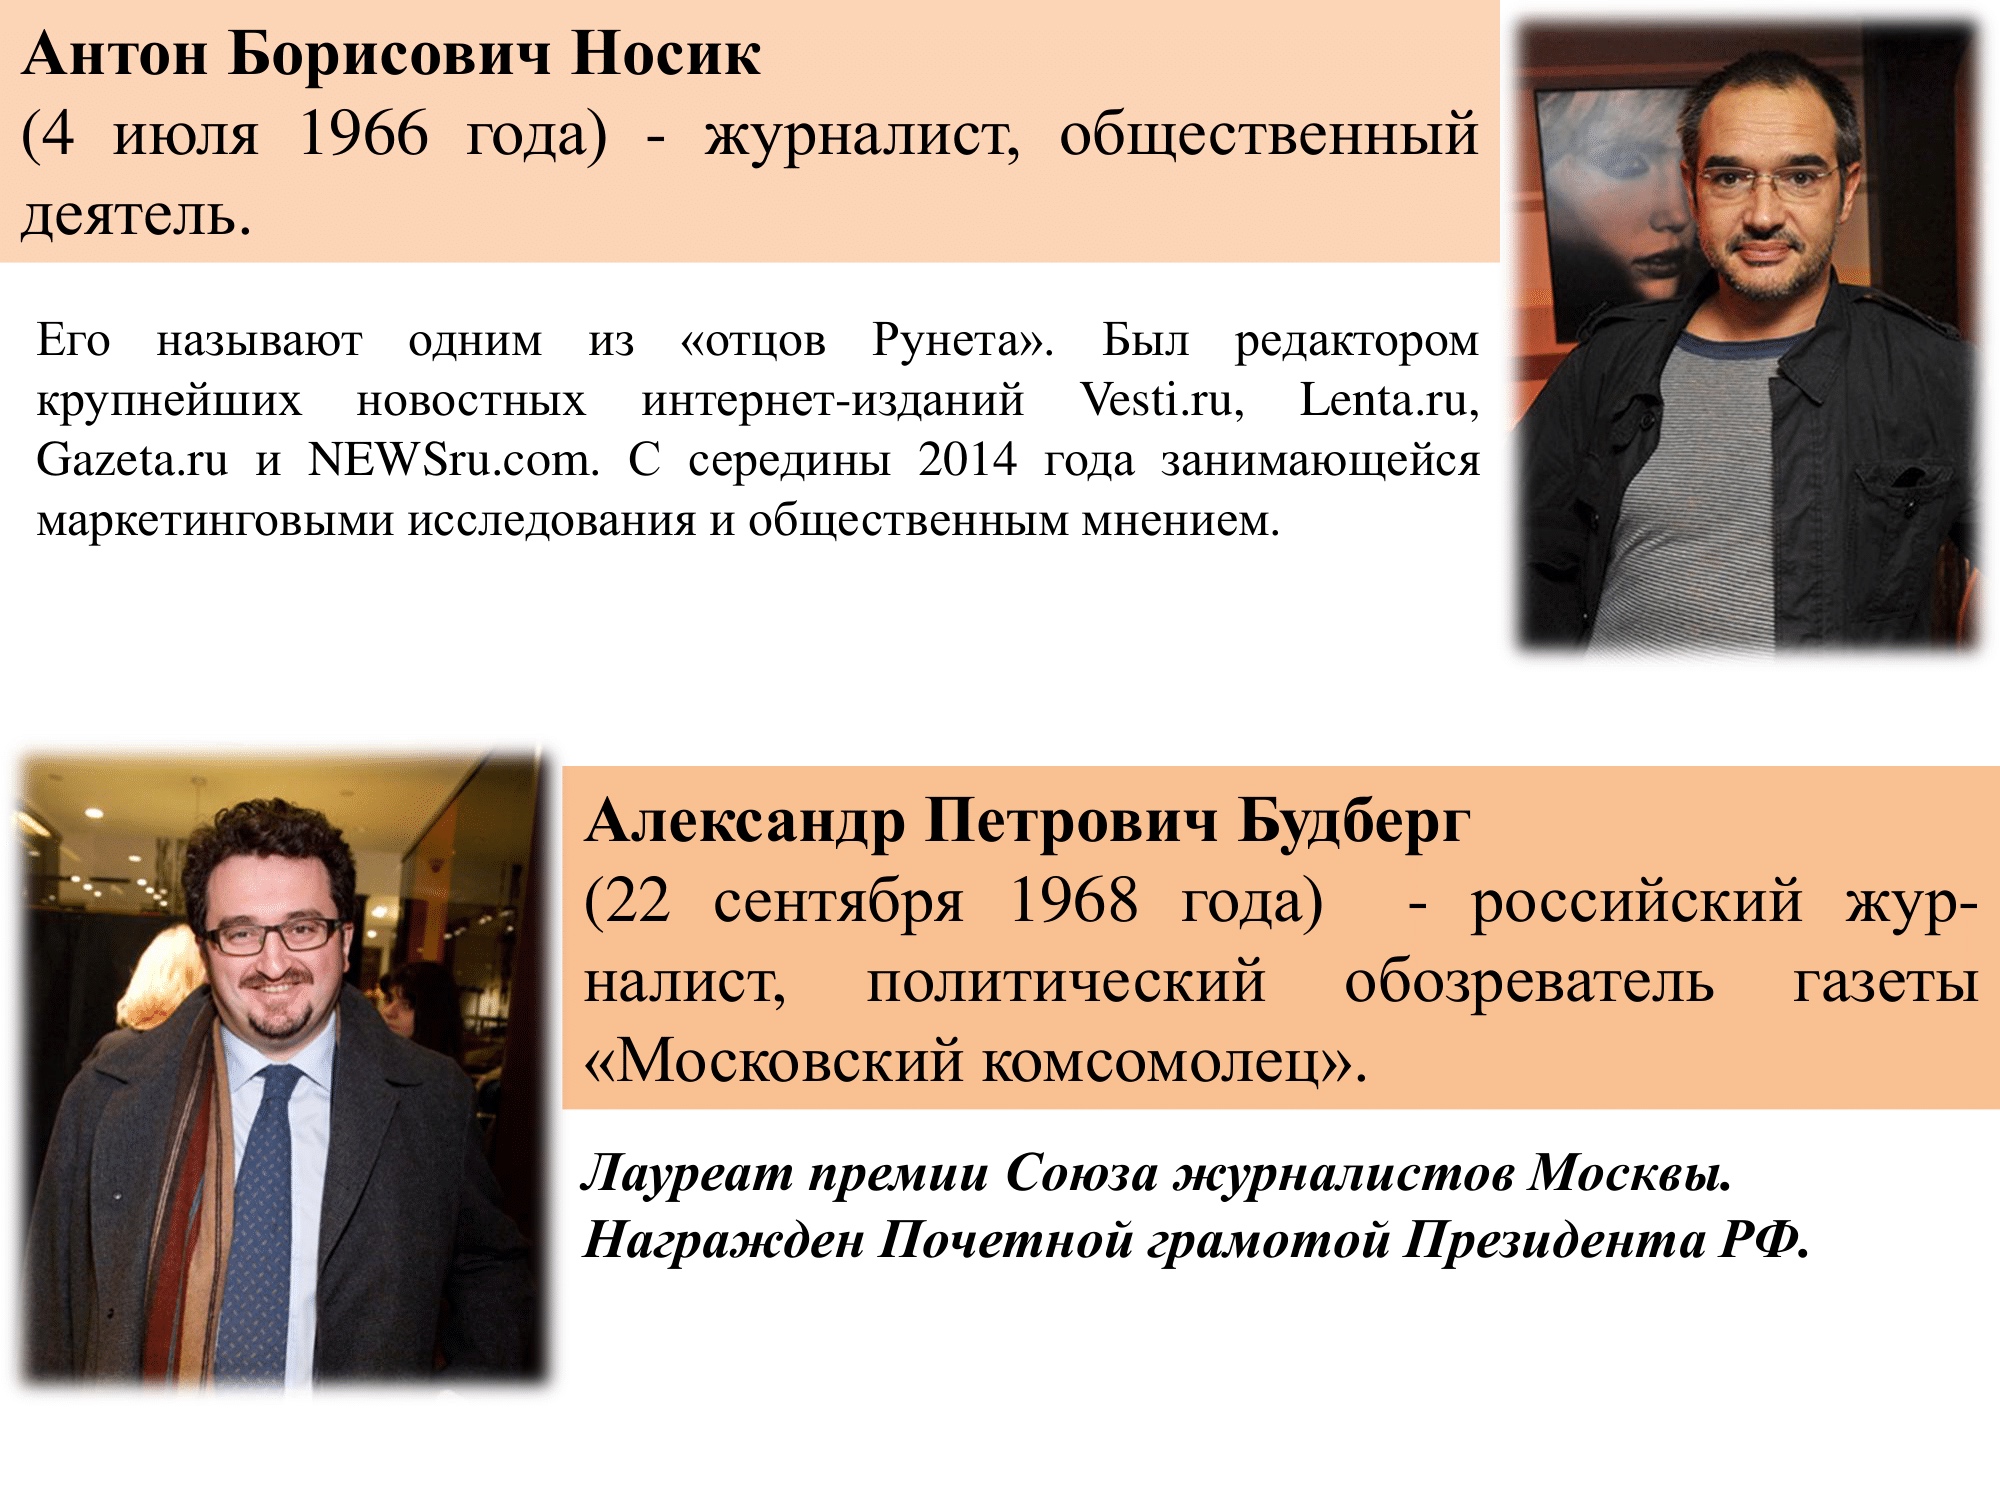 Антон Борисович Носик
(4 июля 1966 года) - журналист, общественный
деятель.
Его называют одним из «отцов Рунета». Был редактором
крупнейших новостных интернет-изданий Vesti.ru, Lenta.ru,
Gazeta.ru и NEWSru.com. С середины 2014 года занимающейся
маркетинговыми исследования и общественным мнением.
Александр Петрович Будберг
(22 сентября 1968 года) - российский жур-
налист, политический обозреватель газеты
«Московский комсомолец».
Лауреат премии Союза журналистов Москвы.
Награжден Почетной грамотой Президента РФ.